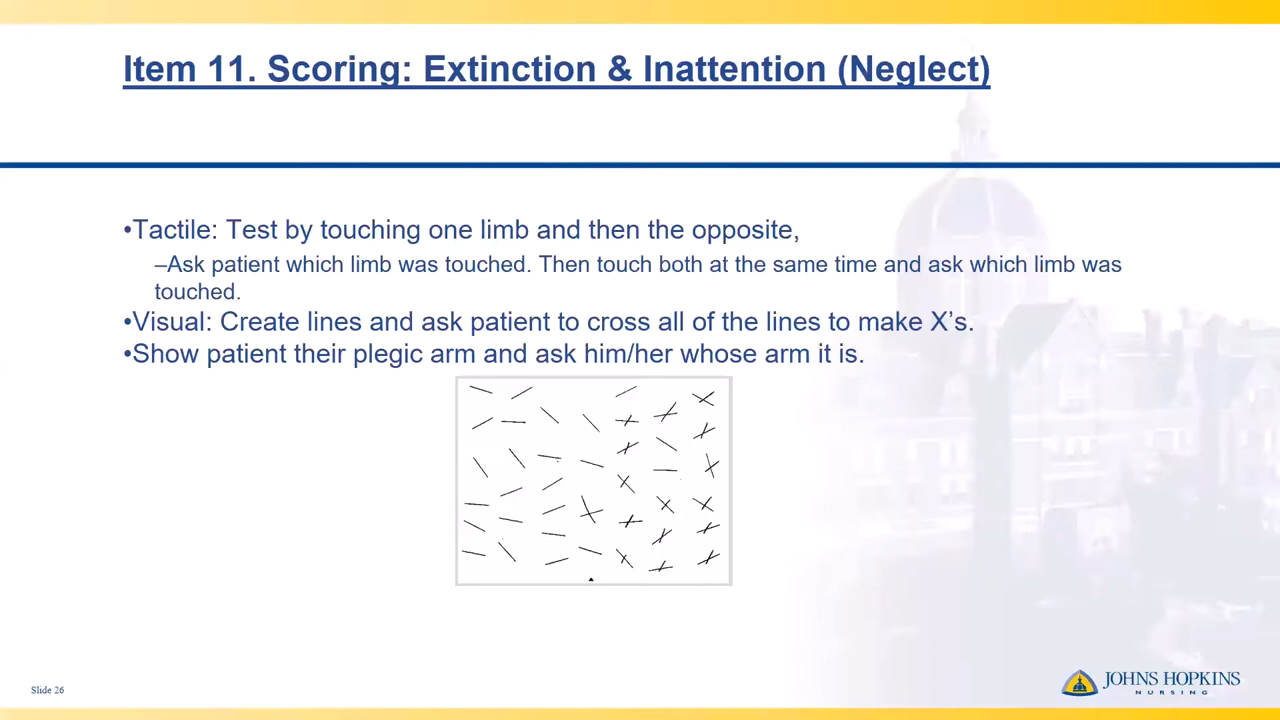 Item 11. Scoring: Extinction & Inattention (Neglect)
•Tactile: Test by touching one limb and then the opposite,
–Ask patient which limb was touched. Then touch both at the same time and ask which limb was
touched.
•Visual: Create lines and ask patient to cross all of the lines to make X’s.
•Show patient their plegic arm and ask him/her whose arm it is.
Slide 26
JOHNS HOPKINS
NURSING